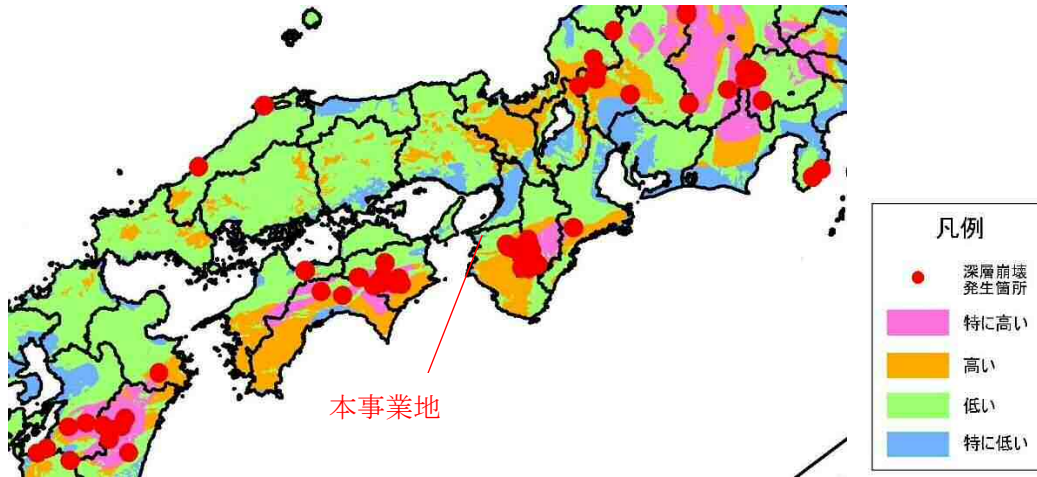 本事業地
凡例
深層崩壊
発生箇所
特に高い
高い
低い
特に低い